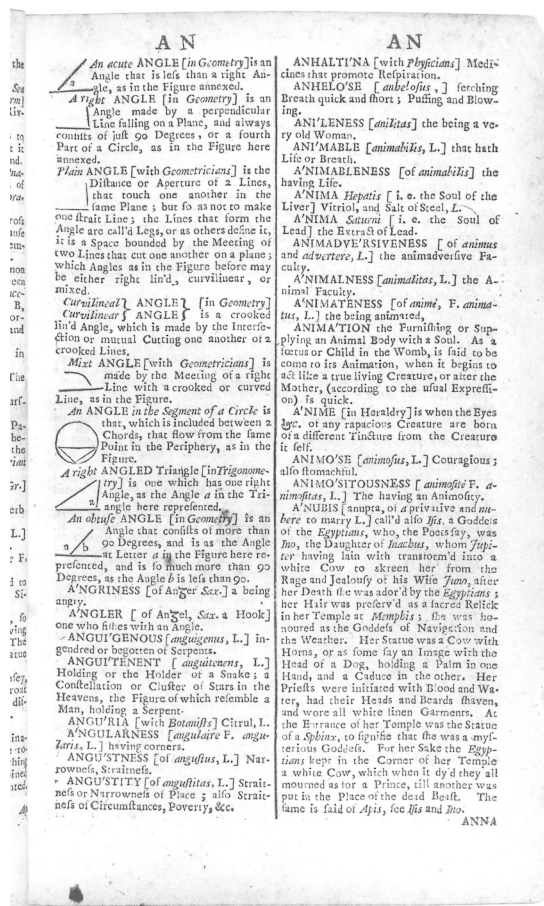 AN
An acute ANGLE [in Geometry] is an
Angle that is leſs than a right An-
gle, as in the Figure annexed.
A right ANGLE [in Geometry] is an
Angle made by a perpendicular
Line falling on a Plane, and always
conſiſts of juſt 90 Degrees, or a fourth
Part of a Circle, as in the Figure here
annexed.
Plain ANGLE [with Geometricians] is the
Diſtance or Aperture of 2 Lines,
that touch one another in the
ſame Plane; but ſo as not to make
one ſtrait Line; the Lines that form the
Angle are call'd Legs, or as others define it,
it is a Space bounded by the Meeting of
two Lines that cut one another on a plane;
which Angles as in the Figure before may
be either right lin'd, curvilinear, or
mixed.
Curvilineal } ANGLE } [in Geometry]
Curviliniar } ANGLE } is a crooked
lin'd Angle, which is made by the Interſe-
ction or mutual Cutting one another of 2
crooked Lines,
Mixt ANGLE [with Geometricians] is
made by the Meeting of a right
Line with a crooked or curved
Line, as in the Figure.
An ANGLE in the Segment of a Circle is
that, which is included between 2
Chords, that flow from the ſame
Point in the Periphery, as in the
Figure.
A right ANGLED Triangle [in Trigonome-
try] is one which has one right
Angle, as the Angle a in the Tri-
a
angle here repreſented.
An obtuſe ANGLE [in Geometry] is an
Angle that conſiſts of more than
90 Degrees, and is as the Angle
a/b
at Letter a in the Figure here re-
preſented, and is ſo much more than 90
Degrees, as the Angle b is leſs than 90.
A'NGRINESS [of Anger Sax.] a being
angry.
A'NGLER [of Angel, Sax. a Hook]
one who fiſhes with an Angle.
ANGUI'GENOUS [anguigenus, L.] in-
gendred or begotten of Serpents.
ANGUI'TENENT [anguitenens, L.]
Holding or the Holder of a Snake; a
Conſtellation or Cluſter of Stars in the
Heavens, the Figure of which reſemble a
Man, holding a Serpent.
ANGU'RIA [with Botaniſts] Citrul, L.
A'NGULARNESS [angulaire F. angu-
laris, L.] having corners.
ANGU'STNESS [of anguſtus, L.] Nar-
rowneſs, Straitneſs.
ANGU'STITY [of anguſtitas, L.] Strait-
neſs or Narrowneſs of Place; alſo Strait-
neſs of Circumſtances, Poverty, &c.
AN
ANHALTI'NA [with Phyſicians] Medi-
cines that promote Reſpiration.
ANHELO'SE [anheloſus,] fetching
Breath quick and ſhort; Puffing and Blow-
ing.
ANI'LENESS [anilitas] the being a ve-
ry old Woman.
ANI'MABLE [animabilis, L.] that hath
Life or Breath.
A'NIMABLENESS [of animabilis] the
having Life.
A'NIMA Hepatis [i. e. the Soul of the
Liver] Vitriol, and Salt of Steel, L.
A'NIMA Saturni [i. e. the Soul of
Lead] the Extract of Lead.
ANIMADVE'RSIVENESS [of animus
and advertere, L.] the animadverſive Fa-
culty.
A'NIMALNESS [animalitas, L.] the A-
nimal Faculty.
A'NIMATENESS [of animé, F. anima-
tus, L.] the being animated,
ANIMA'TION the Furniſhing or Sup-
plying an Animal Body with a Soul. As a
fœtus or Child in the Womb, is ſaid to be
come to its Animation, when it begins to
act like a true living Creature, or after the
Mother, (according to the uſual Expreſſi-
on) is quick.
A'NIME [in Heraldry] is when the Eyes
&c. of any rapacious Creature are born
of a different Tincture from the Creature
it ſelf.
ANIMO'SE [animoſus, L.] Couragious;
alſo ſtomachful.
ANIMO'SITOUSNESS [animoſité F. a-
nimoſitas, L.] The having an Animoſity.
A'NUBIS [anupta, of a privative and nu-
bere to marry L.] call'd alſo Iſis, a Goddeſs
of the Egyptians, who, the Poets ſay, was
Ino, the Daughter of Inachus, whom Jupi-
ter having lain with transform'd into a
white Cow to skreen her from the
Rage and Jealouſy of his Wife Juno, after
her Death ſhe was ador'd by the Egyptians;
her Hair was preſerv'd as a ſacred Relick
in her Temple at Memphis; ſhe was ho-
noured as the Goddeſs of Navigation and
the Weather. Her Statue was a Cow with
Horns, or as ſome ſay an Image with the
Head of a Dog, holding a Palm in one
Hand, and a Caduce in the other. Her
Prieſts were initiated with Blood and Wa-
ter, had their Heads and Beards ſhaven,
and wore all white linen Garments. At
the Entrance of her Temple was the Statue
of a Sphinx, to ſignifie that ſhe was a myſ-
terious Goddeſs. For her Sake the Egyp-
tians kept in the Corner of her Temple
a white Cow, which when it dy'd they all
mourned as for a Prince, till another was
put in the Place of the dead Beaſt. The
ſame is ſaid of Apis, ſee Iſis and Ino.
ANNA